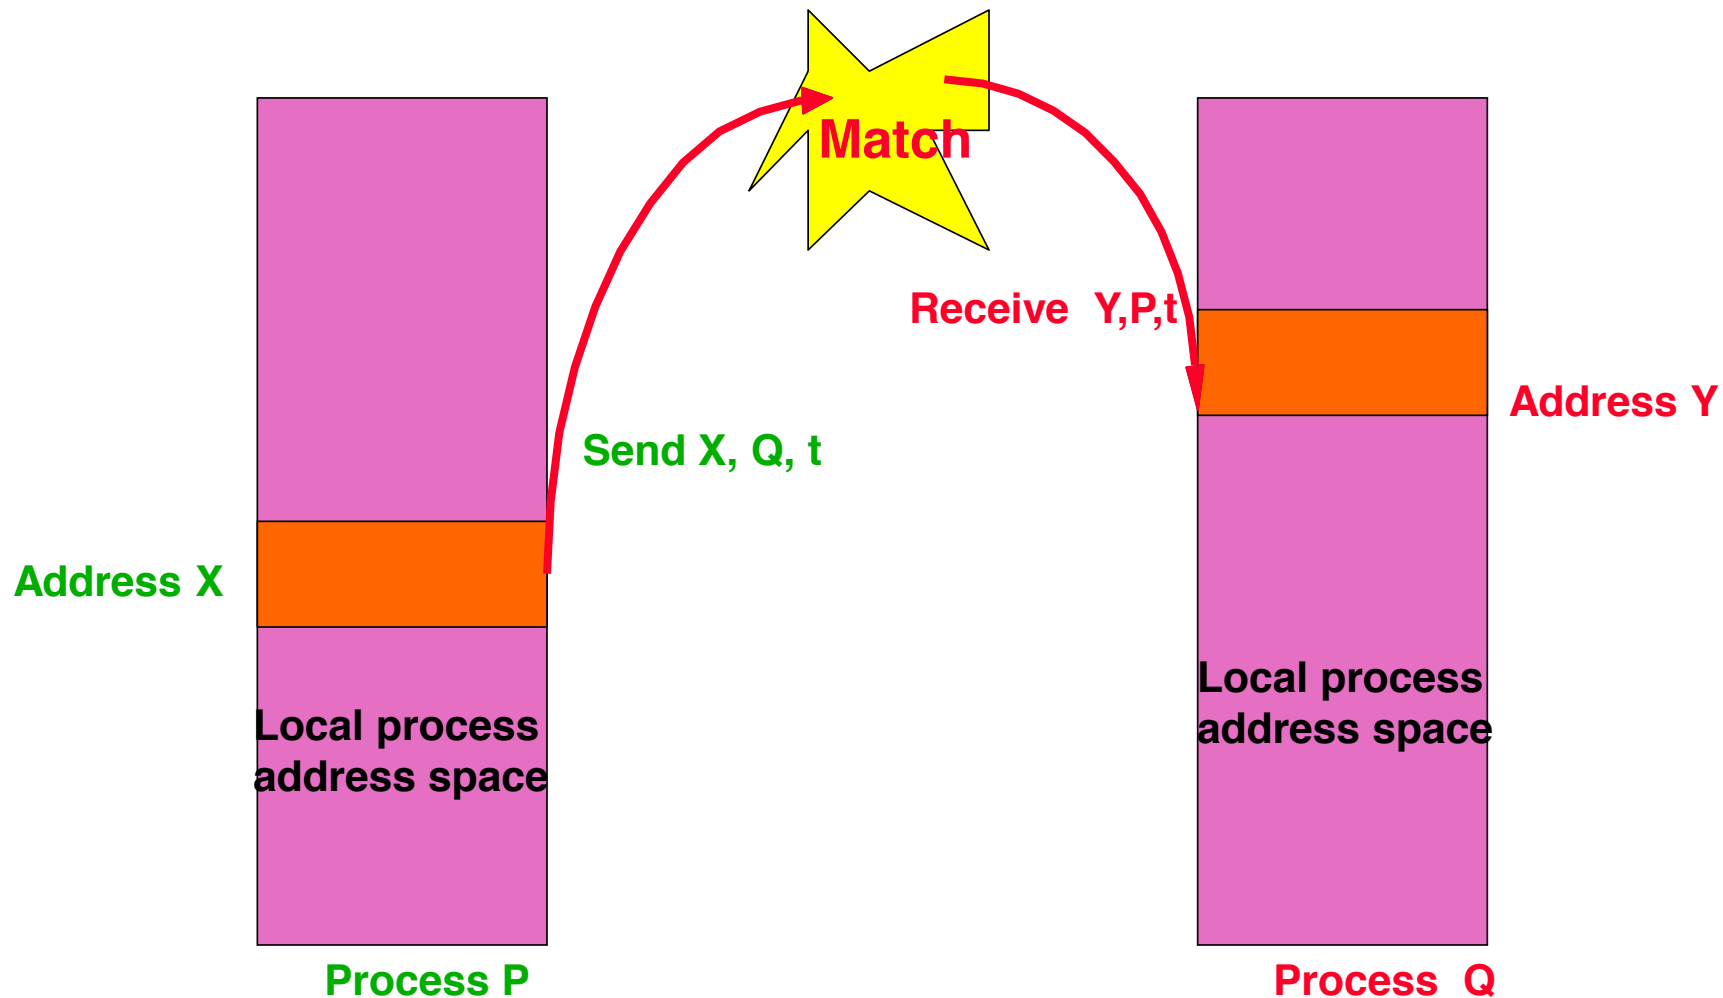 Match
Receive Y,P,t
Address Y
Send X, Q, t
Address X
Local process
address space
Local process
address space
Process P
Process Q